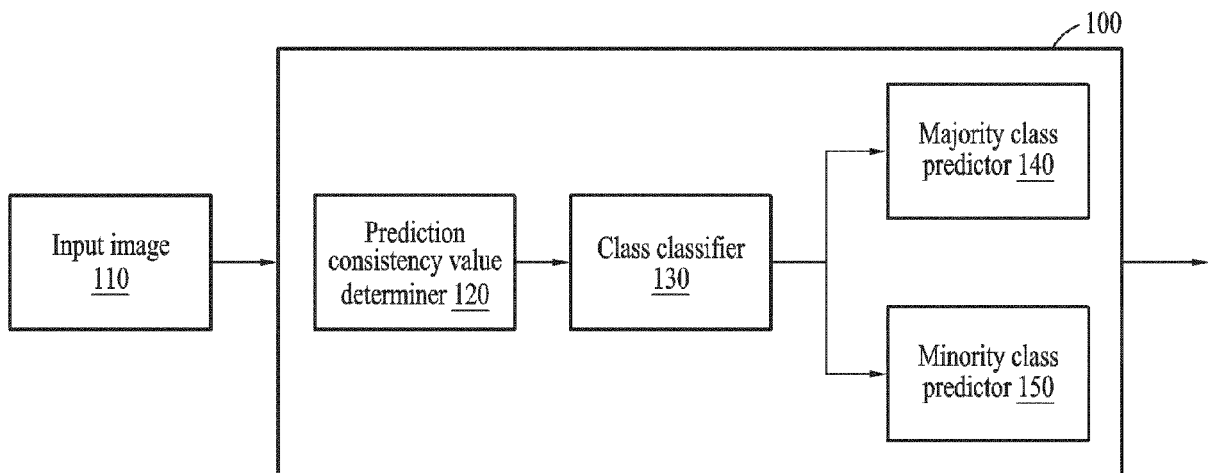 100
Input image
110
Prediction
consistency value
determiner 120
Class classifier
130
Majority class
predictor 140
Minority class
predictor 150